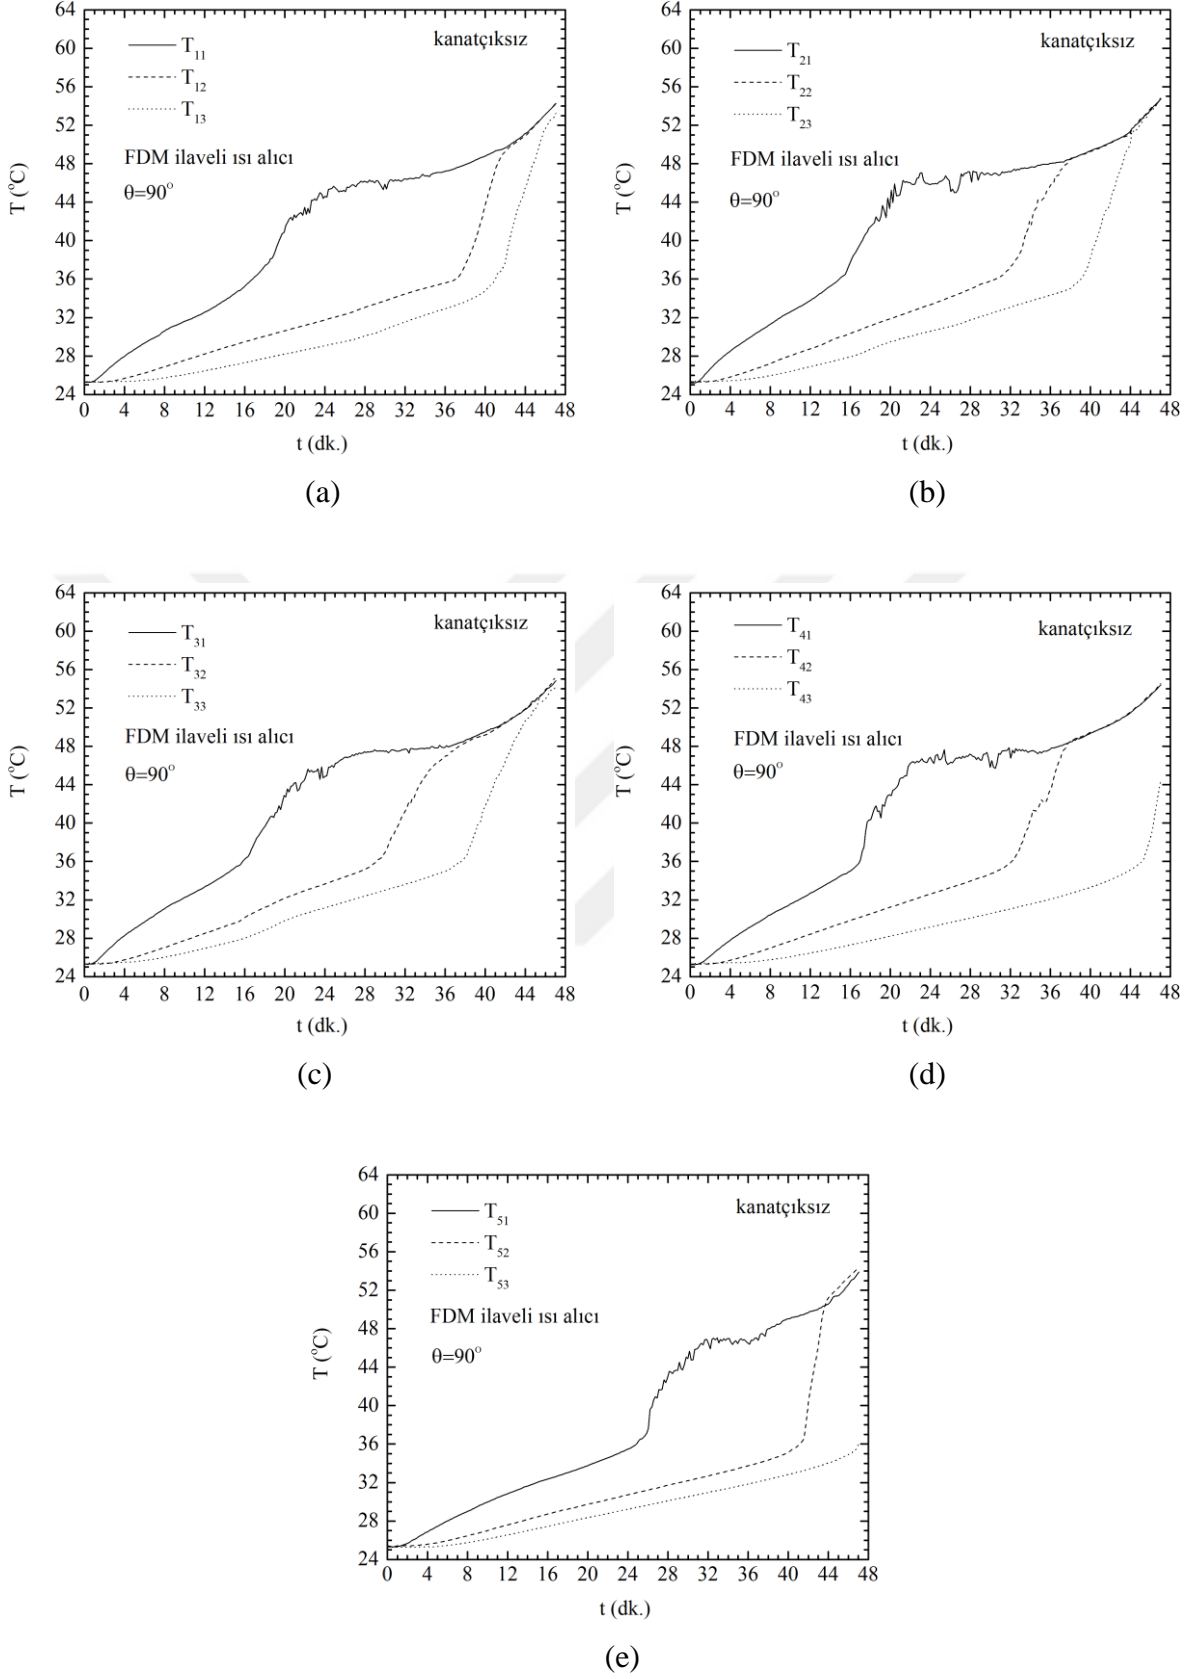 64
60
56
52
48
44
40
36
32
28
24
T (°C)
T11
T12
T13
kanatçıksız
FDM ilaveli ısı alıcı
θ=90°
0 4 8 12 16 20 24 28 32 36 40 44 48
t (dk.)
(a)
64
60
56
52
48
44
40
36
32
28
24
T (°C)
T21
T22
T23
kanatçıksız
FDM ilaveli ısı alıcı
θ=90°
0 4 8 12 16 20 24 28 32 36 40 44 48
t (dk.)
(b)
64
60
56
52
48
44
40
36
32
28
24
T (°C)
T31
T32
T33
kanatçıksız
FDM ilaveli ısı alıcı
θ=90°
0 4 8 12 16 20 24 28 32 36 40 44 48
t (dk.)
(c)
64
60
56
52
48
44
40
36
32
28
24
T (°C)
T41
T42
T43
kanatçıksız
FDM ilaveli ısı alıcı
θ=90°
0 4 8 12 16 20 24 28 32 36 40 44 48
t (dk.)
(d)
64
60
56
52
48
44
40
36
32
28
24
T (°C)
T51
T52
T53
kanatçıksız
FDM ilaveli ısı alıcı
θ=90°
0 4 8 12 16 20 24 28 32 36 40 44 48
t (dk.)
(e)